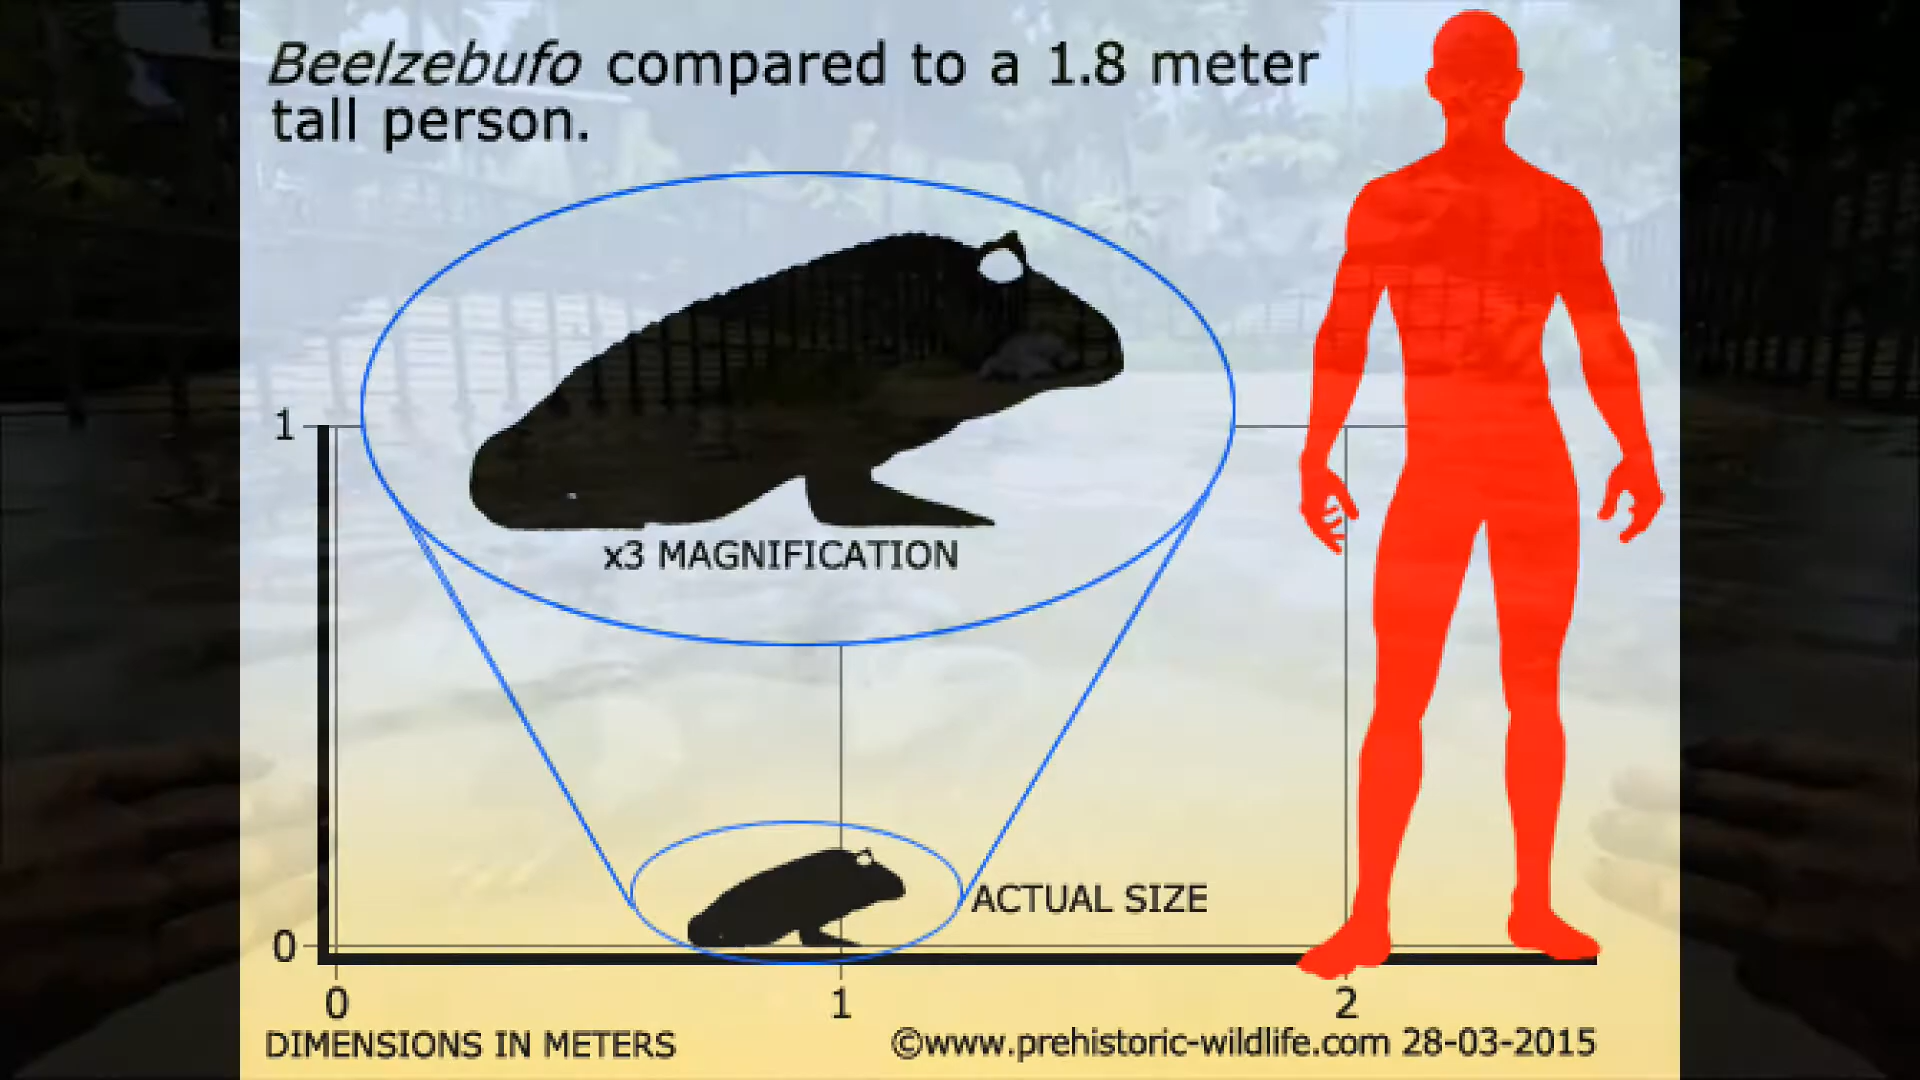 Beelzebufo compared to a 1.8 meter
tall person.
1
x3 MAGNIFICATION
ACTUAL SIZE
0
0 1 2
DIMENSIONS IN METERS
©www.prehistoric-wildlife.com 28-03-2015